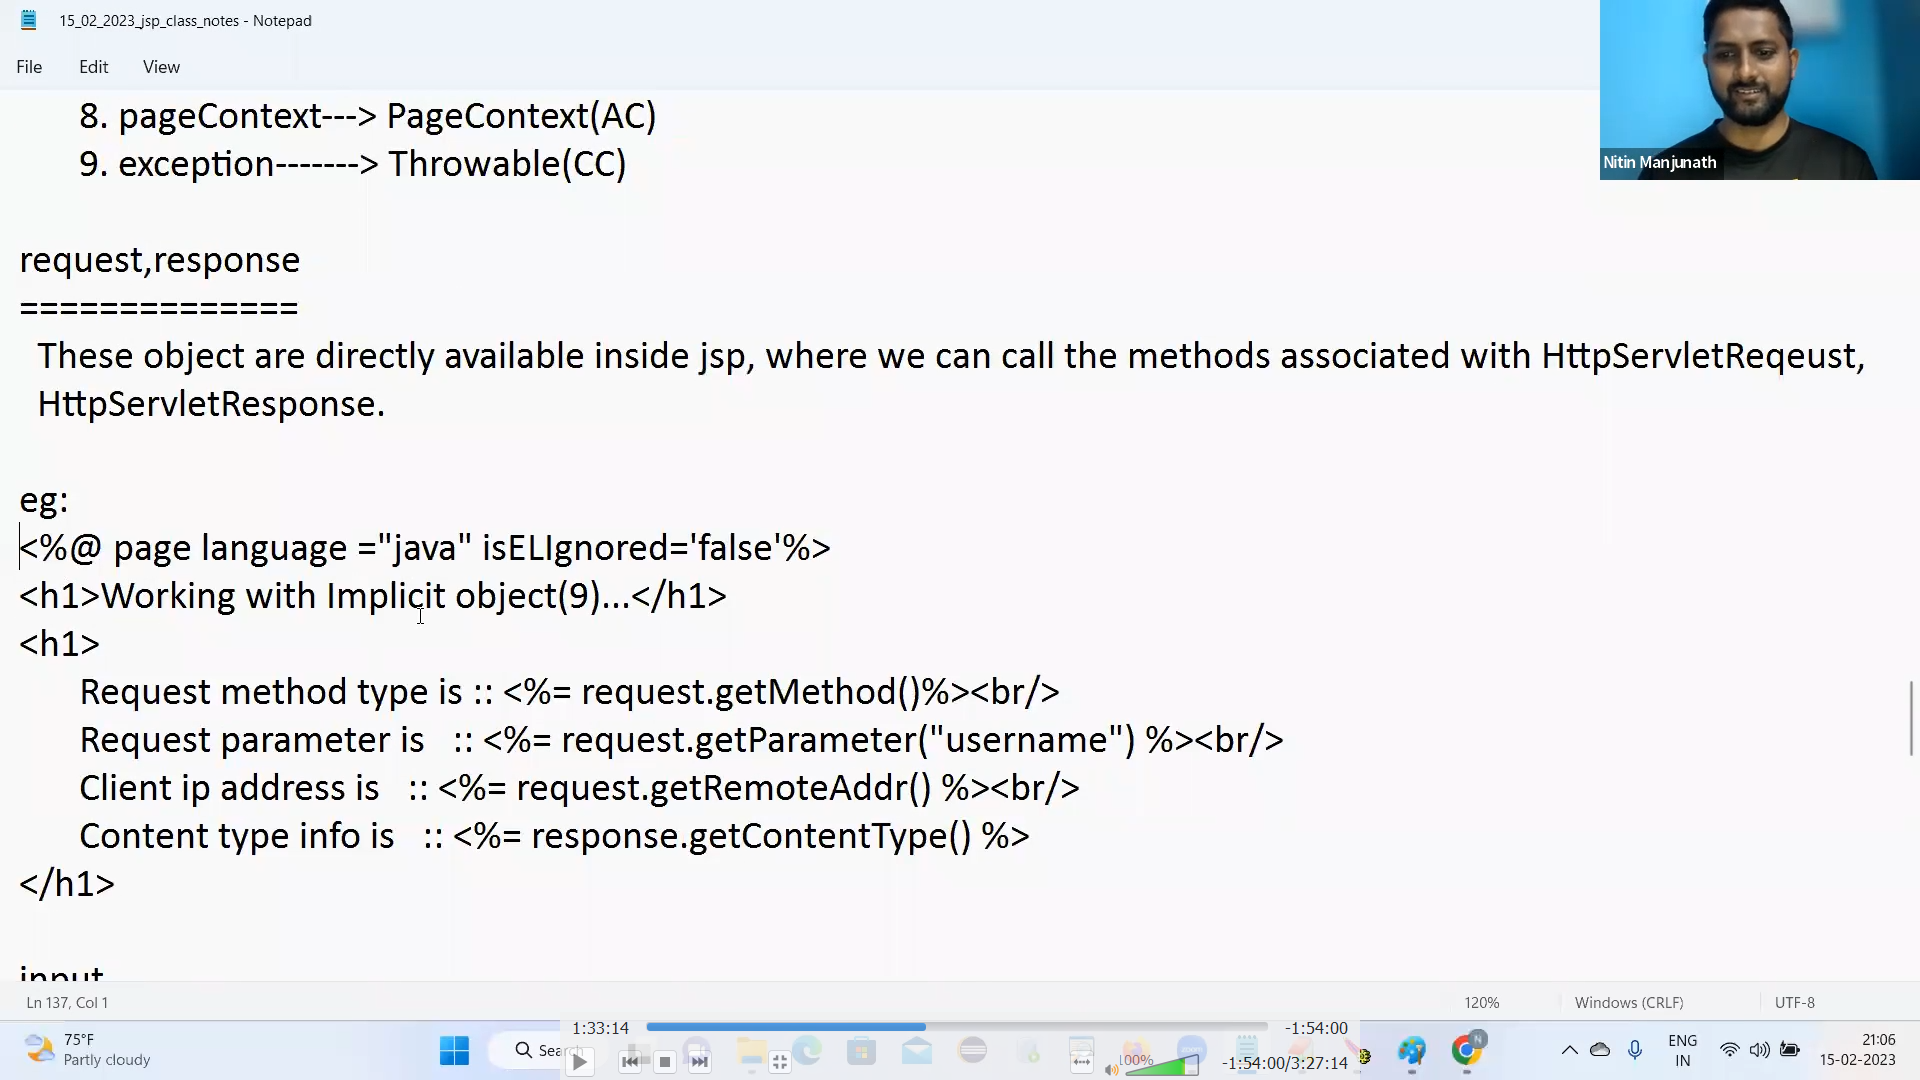 15_02_2023_jsp_class_notes - Notepad
File Edit View
8. pageContext---> PageContext(AC)
9. exception-------> Throwable(CC)
Nitin Manjunath
request,response
==============
These object are directly available inside jsp, where we can call the methods associated with HttpServletReqeust,
HttpServletResponse.
eg:
<%@ page language ="java" isELIgnored='false'%>
<h1>Working with Implicit object(9)...</h1>
<h1>
Request method type is :: <%= request.getMethod()%><br/>
Request parameter is :: <%= request.getParameter("username") %><br/>
Client ip address is :: <%= request.getRemoteAddr() %><br/>
Content type info is :: <%= response.getContentType() %>
</h1>
input
Ln 137, Col 1 120% Windows (CRLF) UTF-8
75°F
Partly cloudy
1:33:14 -1:54:00
100% -1:54:00/3:27:14
ENG
IN
21:06
15-02-2023